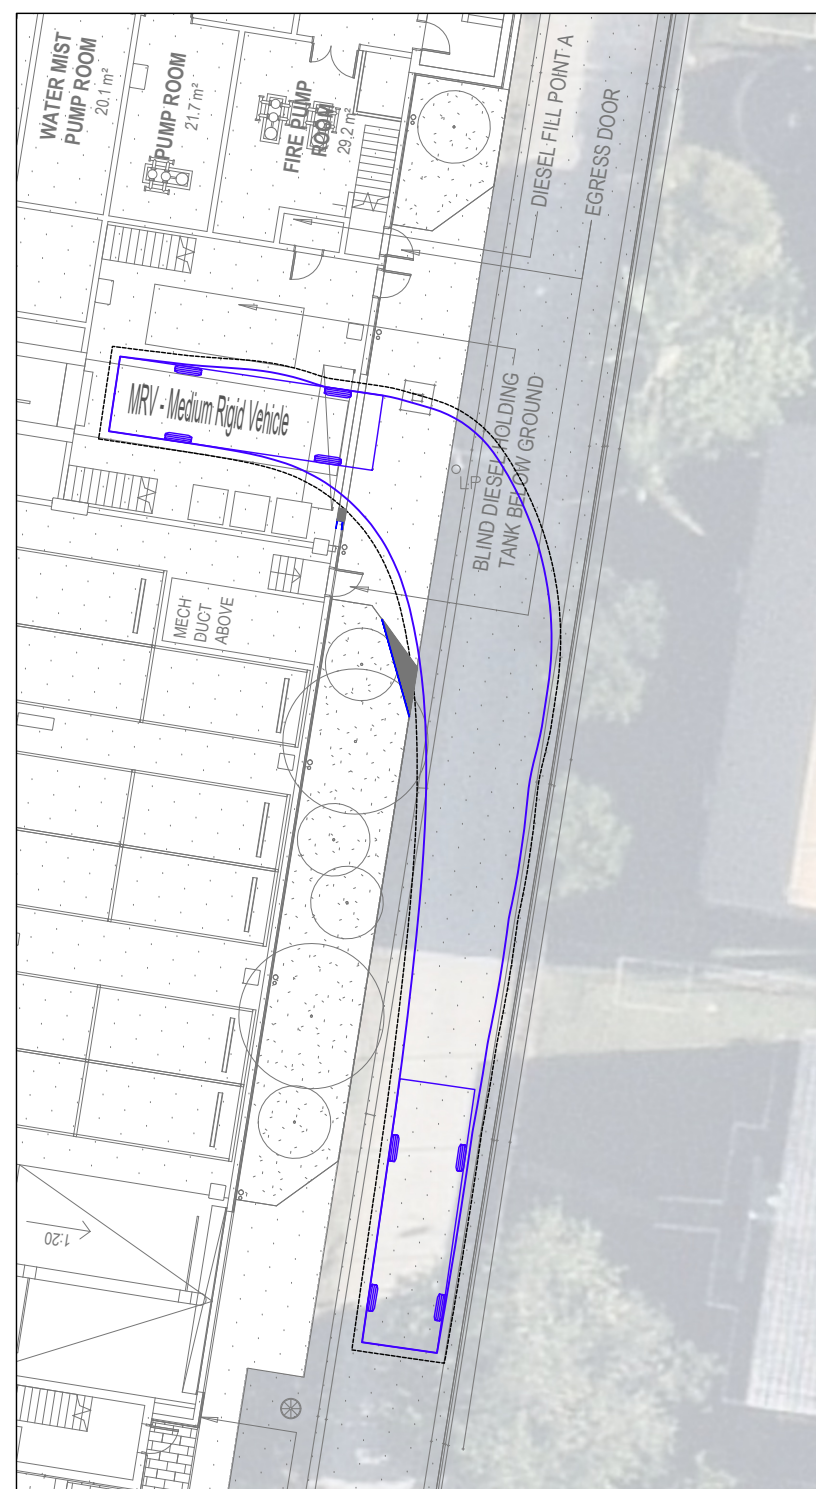 WATER MIST
PUMP ROOM
20.1 m²
PUMP ROOM
21.7 m²
FIRE PUMP
ROOM
29.2 m²
DIESEL FILL POINT A
EGRESS DOOR
MRV - Medium Rigid Vehicle
BLIND DIESEL HOLDING
TANK BELOW GROUND
LP
MECH
DUCT
ABOVE
1:20